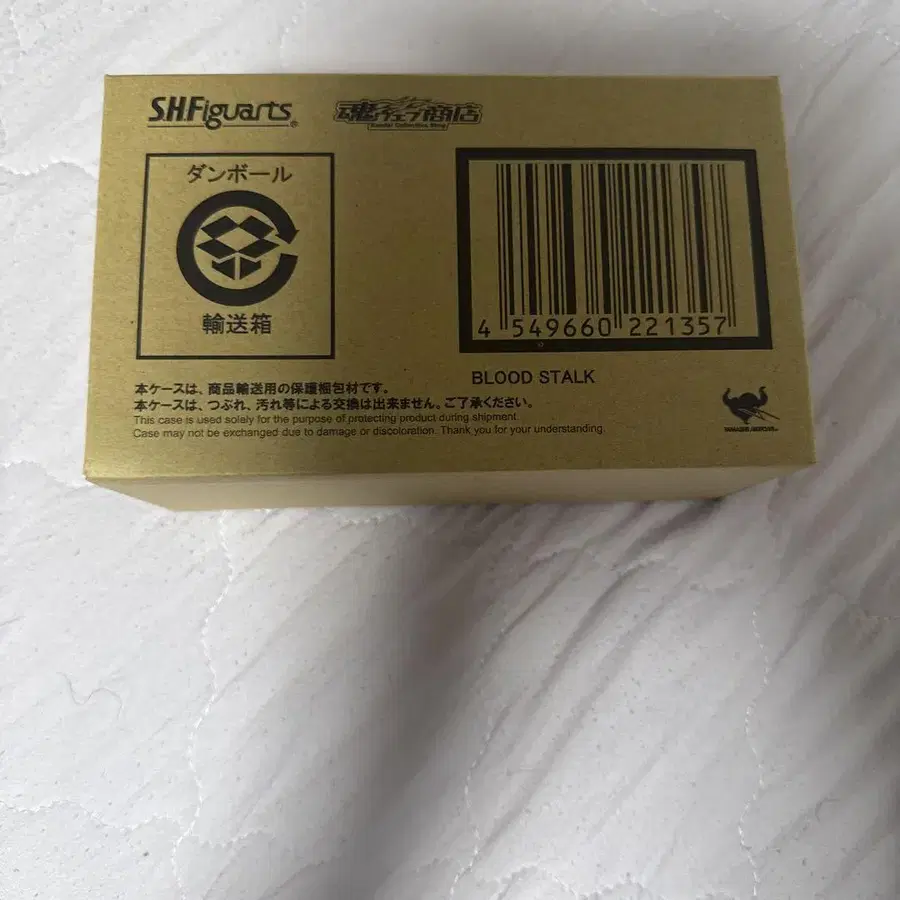 S.H.Figuarts®
魂ウェブ商店
ダンボール
輸送箱
4 549660 221357
BLOOD STALK
本ケースは、商品輸送用の保護梱包材です。
本ケースは、つぶれ、汚れ等による交換は出来ません。ご了承ください。
This case is used solely for the purpose of protecting product during shipment.
Case may not be exchanged due to damage or discoloration. Thank you for your understanding.